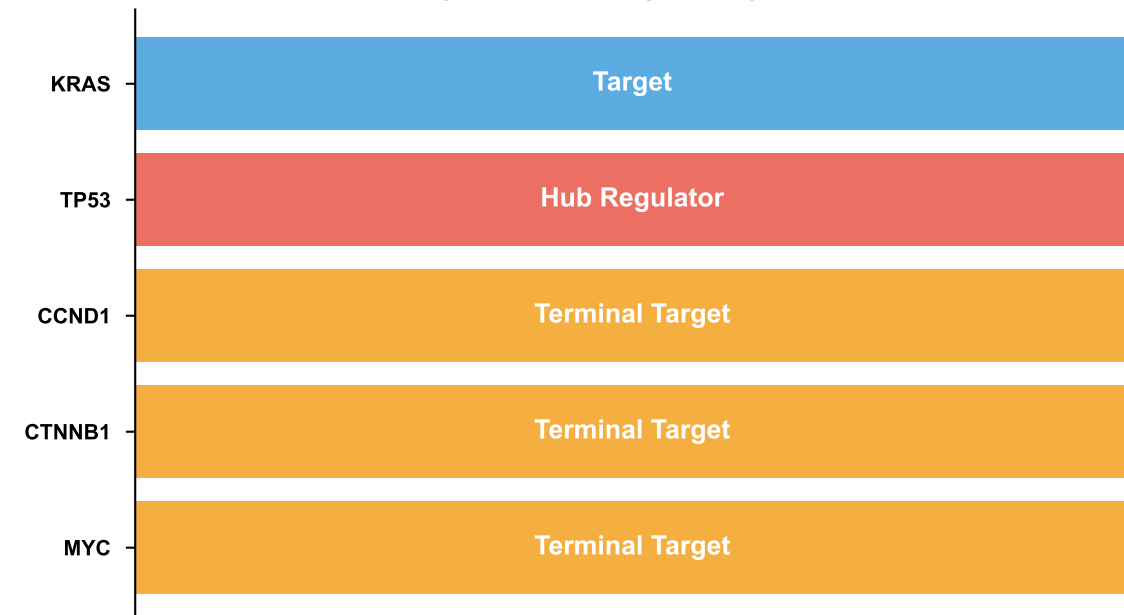 KRAS Target
TP53 Hub Regulator
CCND1 Terminal Target
CTNNB1 Terminal Target
MYC Terminal Target